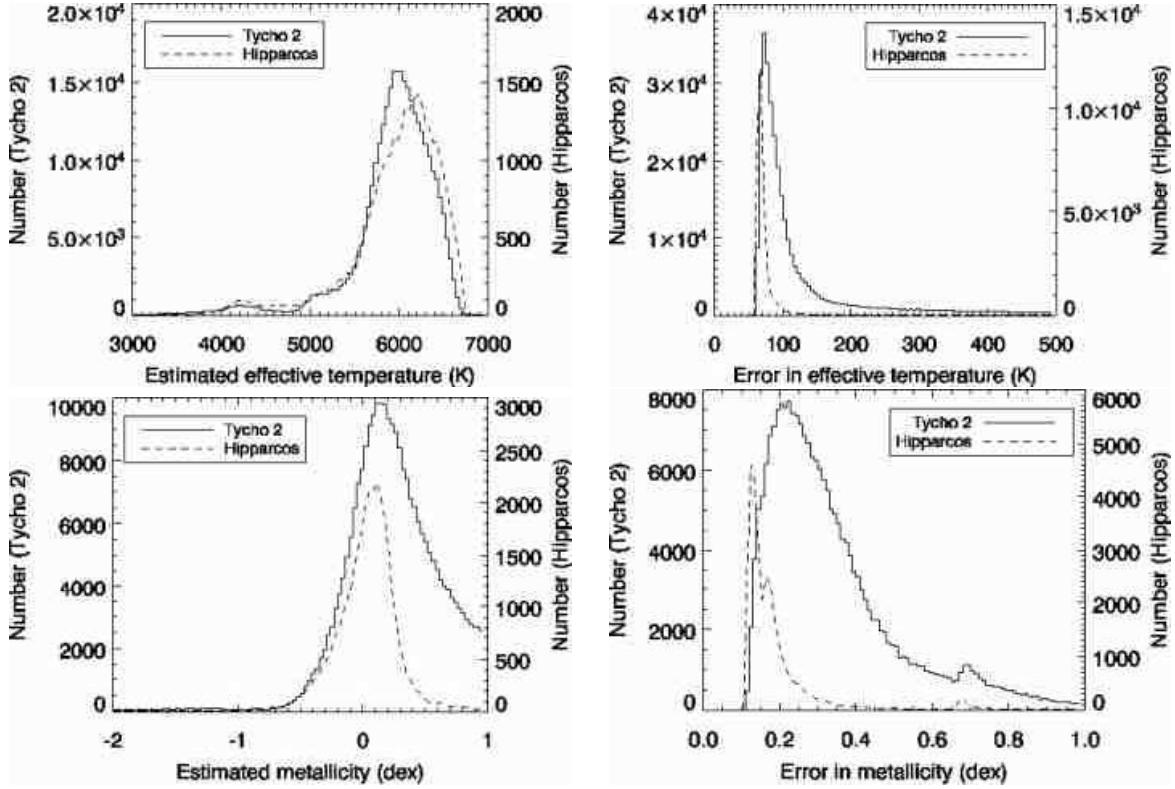 2.0×10⁴
1.5×10⁴
1.0×10⁴
5.0×10³
0
Number (Tycho 2)
2000
1500
1000
500
0
Number (Hipparcos)
Tycho 2
Hipparcos
3000 4000 5000 6000 7000
Estimated effective temperature (K)
4×10⁴
3×10⁴
2×10⁴
1×10⁴
0
Number (Tycho 2)
1.5×10⁴
1.0×10⁴
5.0×10³
0
Number (Hipparcos)
Tycho 2
Hipparcos
0 100 200 300 400 500
Error in effective temperature (K)
10000
8000
6000
4000
2000
0
Number (Tycho 2)
3000
2500
2000
1500
1000
500
0
Number (Hipparcos)
Tycho 2
Hipparcos
-2 -1 0 1
Estimated metallicity (dex)
8000
6000
4000
2000
0
Number (Tycho 2)
6000
5000
4000
3000
2000
1000
0
Number (Hipparcos)
Tycho 2
Hipparcos
0.0 0.2 0.4 0.6 0.8 1.0
Error in metallicity (dex)